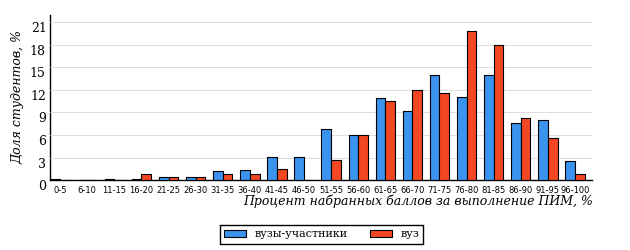 Доля студентов, %
21
18
15
12
9
6
3
0
0-5 6-10 11-15 16-20 21-25 26-30 31-35 36-40 41-45 46-50 51-55 56-60 61-65 66-70 71-75 76-80 81-85 86-90 91-95 96-100
Процент набранных баллов за выполнение ПИМ, %
вузы-участники вуз